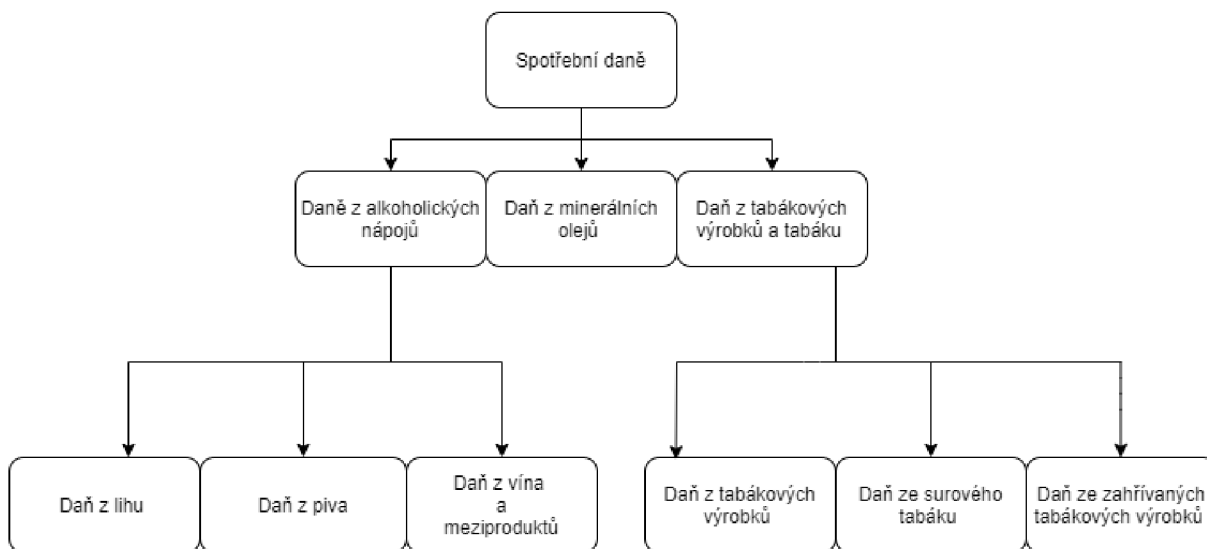 Spotřební daně
Daně z alkoholických
nápojů
Daň z minerálních
olejů
Daň z tabákových
výrobků a tabáku
Daň z lihu
Daň z piva
Daň z vína
a
meziproduktů
Daň z tabákových
výrobků
Daň ze surového
tabáku
Daň ze zahřívaných
tabákových výrobků